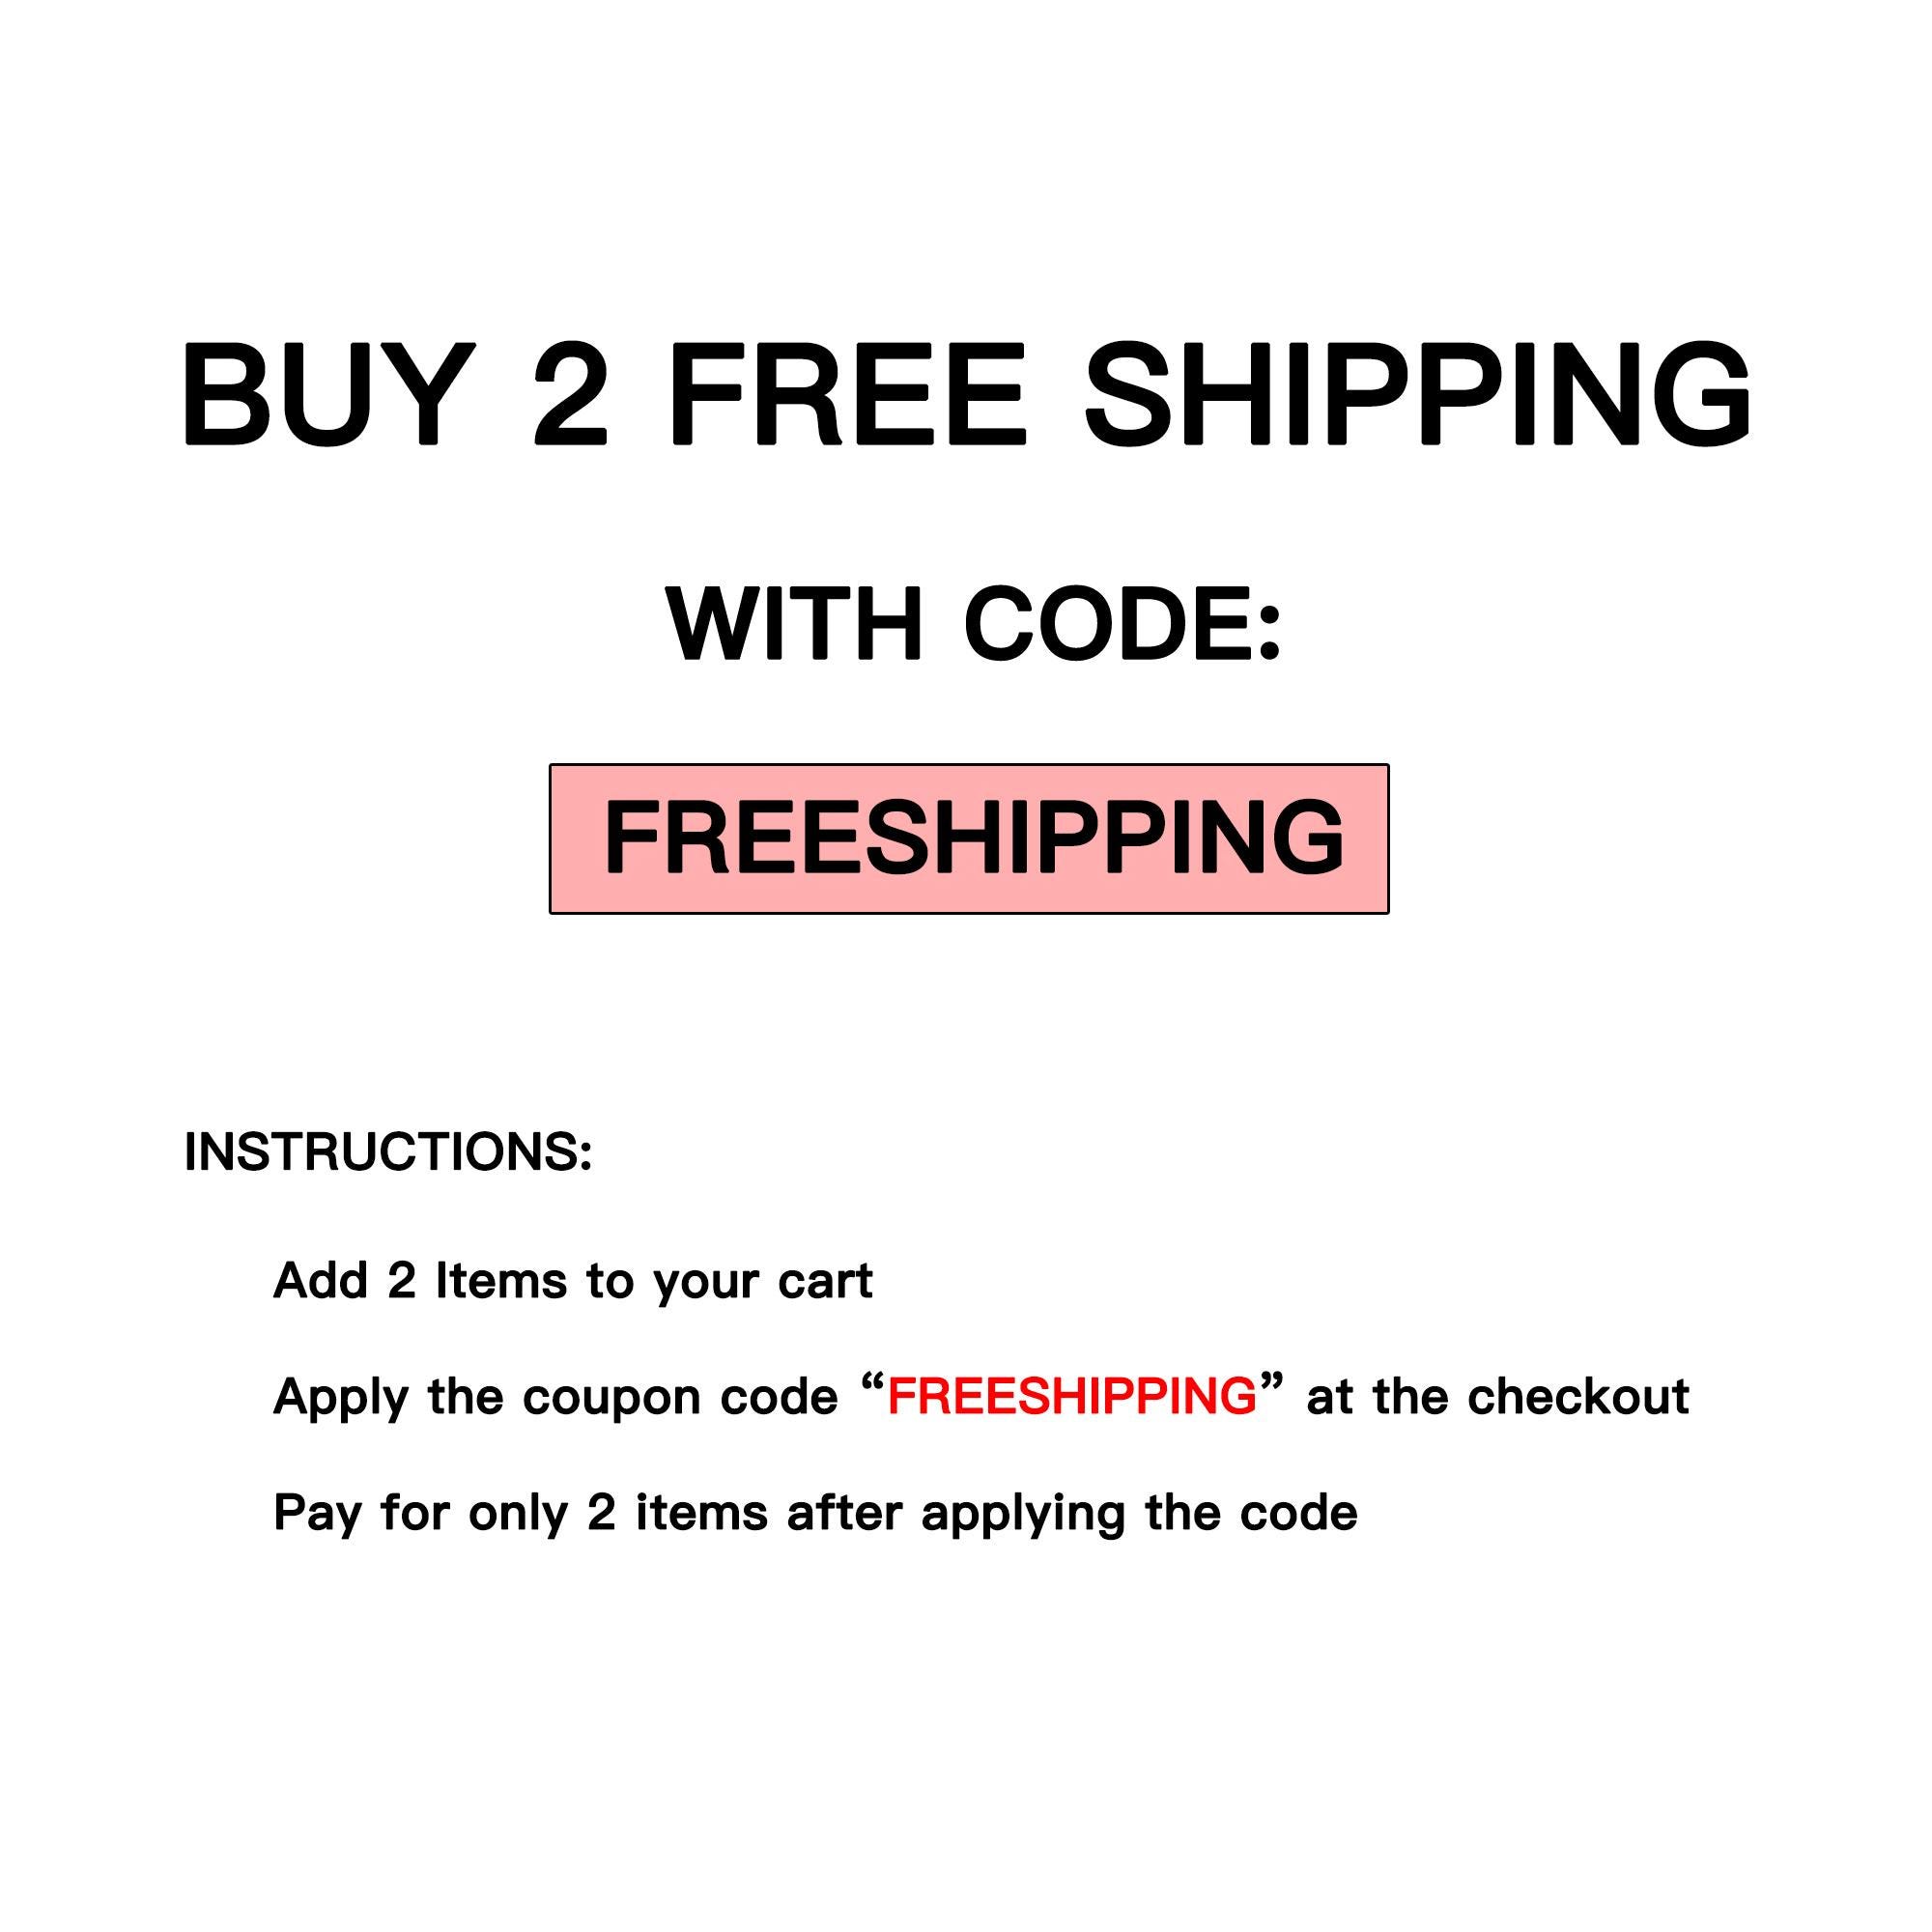 BUY 2 FREE SHIPPING
WITH CODE:
FREESHIPPING
INSTRUCTIONS:
Add 2 Items to your cart
Apply the coupon code “FREESHIPPING” at the checkout
Pay for only 2 items after applying the code